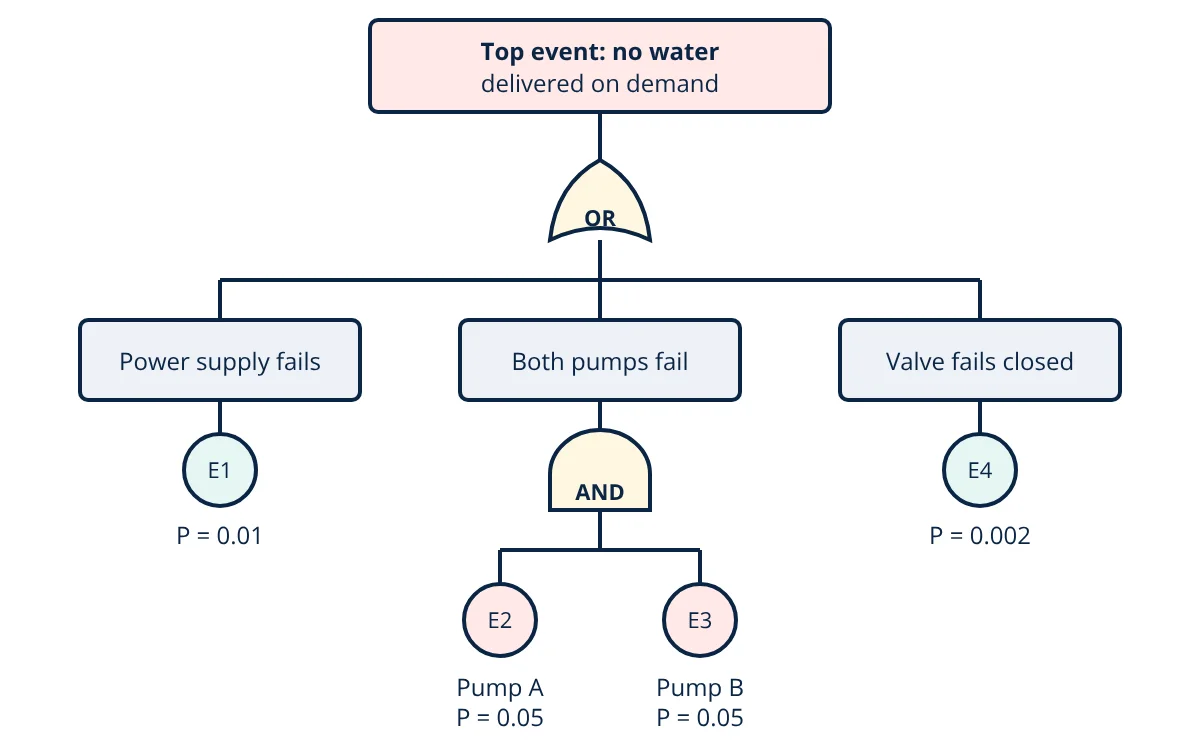 Top event: no water
delivered on demand
OR
Power supply fails
Both pumps fail
Valve fails closed
E1
E4
AND
P = 0.01
P = 0.002
E2
E3
Pump A
P = 0.05
Pump B
P = 0.05